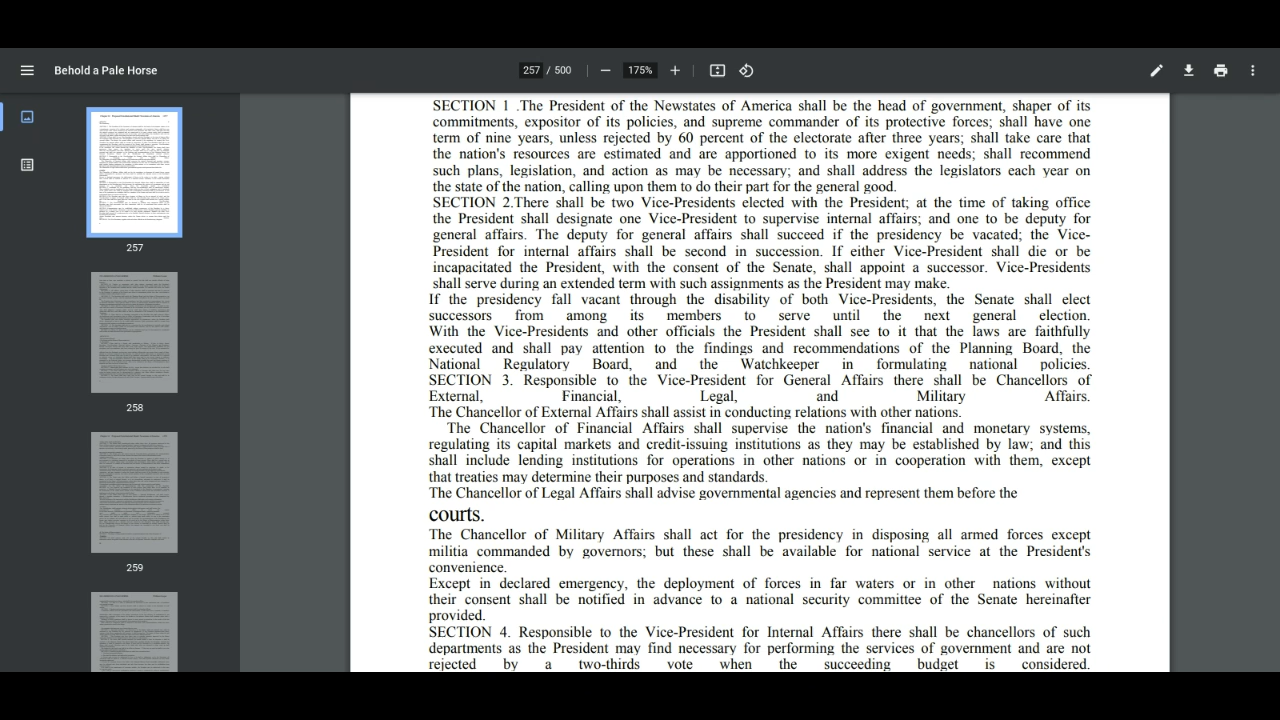 Behold a Pale Horse
257 / 500
175%
257
258
259
SECTION 1 .The President of the Newstates of America shall be the head of government, shaper of its
commitments, expositor of its policies, and supreme commander of its protective forces; shall have one
term of nine years, unless rejected by 60 percent of the electorate after three years; shall take care that
the nation's resources are estimated and are apportioned to its more exigent needs; shall recommend
such plans, legislation, and action as may be necessary; and shall address the legislators each year on
the state of the nation, calling upon them to do their part for the general good.
SECTION 2.There shall be two Vice-Presidents elected with the President; at the time of taking office
the President shall designate one Vice-President to supervise internal affairs; and one to be deputy for
general affairs. The deputy for general affairs shall succeed if the presidency be vacated; the Vice-
President for internal affairs shall be second in succession. If either Vice-President shall die or be
incapacitated the President, with the consent of the Senate, shall appoint a successor. Vice-Presidents
shall serve during an extended term with such assignments as the President may make.
If the presidency fall vacant through the disability of both Vice-Presidents, the Senate shall elect
successors from among its members to serve until the next general election.
With the Vice-Presidents and other officials the President shall see to it that the laws are faithfully
executed and shall pay attention to the findings and recommendations of the Planning Board, the
National Regulatory Board, and the Watchkeeper in formulating national policies.
SECTION 3. Responsible to the Vice-President for General Affairs there shall be Chancellors of
External, Financial, Legal, and Military Affairs.
The Chancellor of External Affairs shall assist in conducting relations with other nations.
The Chancellor of Financial Affairs shall supervise the nation's financial and monetary systems,
regulating all capital markets and credit-issuing institutions as they may be established by law; and this
shall include lending institutions for operations in other nations or in cooperation with them, except
that treaties may determine their purposes and standards.
The Chancellor of Legal Affairs shall advise governmental agencies and represent them before
courts.
The Chancellor of Military Affairs shall act for the presidency in disposing all armed forces except
militia commanded by governors; but these shall be available for national service at the President's
convenience.
Except in declared emergency, the deployment of forces in far waters or in other nations without
their consent shall be notified in advance to a national security committee of the Senate hereinafter
provided.
SECTION 4. Responsible to the Vice-President for Internal Affairs there shall be chancellors of such
departments as the President may find necessary for performing the services of government and are not
rejected by a two-thirds vote when the succeeding budget is considered.